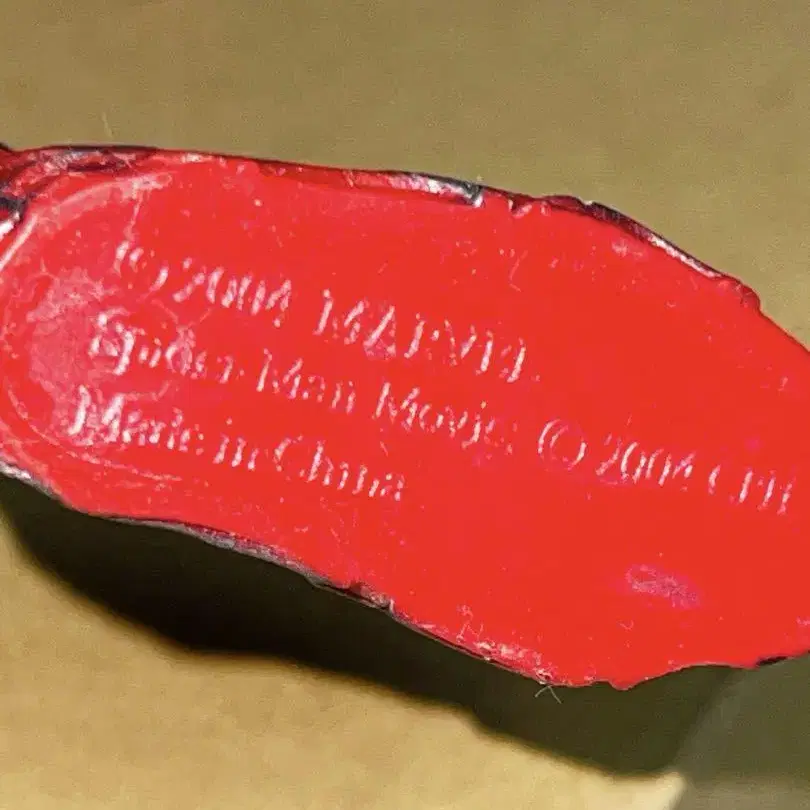 © 2004 MARVEL
Spider-Man Movie: © 2004 CPII
Made in China